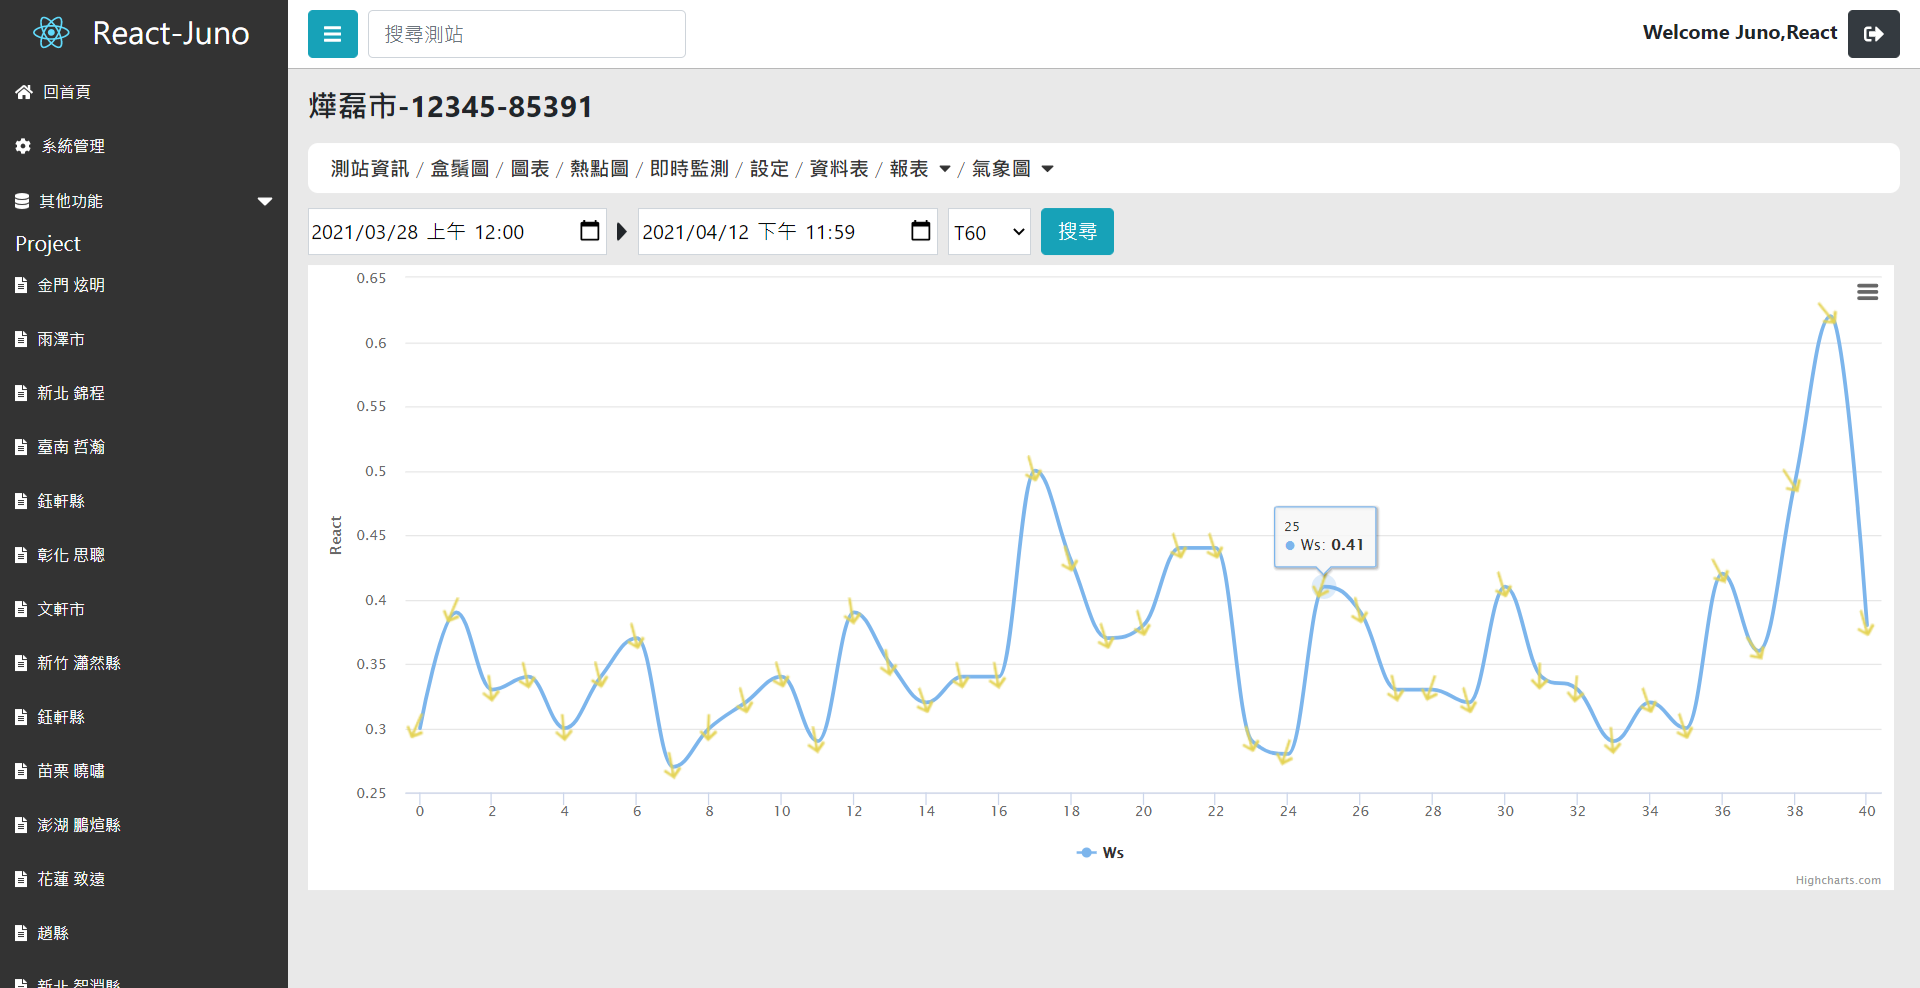 React-Juno
回首頁
系統管理
其他功能
Project
金門 炫明
雨澤市
新北 錦程
臺南 哲瀚
鈺軒縣
彰化 思聰
文軒市
新竹 瀟然縣
鈺軒縣
苗栗 曉嘯
澎湖 鵬煊縣
花蓮 致遠
趙縣
新北 智淵縣
搜尋測站
Welcome Juno,React
燁磊市-12345-85391
測站資訊 / 盒鬚圖 / 圖表 / 熱點圖 / 即時監測 / 設定 / 資料表 / 報表 / 氣象圖
2021/03/28 上午 12:00
2021/04/12 下午 11:59
T60
搜尋
0.65
0.6
0.55
0.5
0.45
0.4
0.35
0.3
0.25
React
25
Ws: 0.41
0 2 4 6 8 10 12 14 16 18 20 22 24 26 28 30 32 34 36 38 40
Ws
Highcharts.com